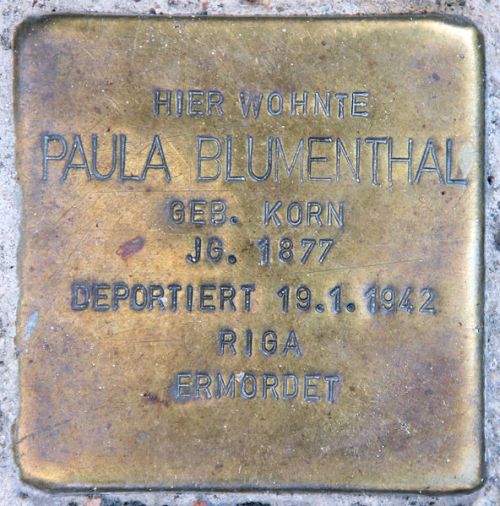 HIER WOHNTE
PAULA BLUMENTHAL
GEB. KORN
JG. 1877
DEPORTIERT 19.1.1942
RIGA
ERMORDET